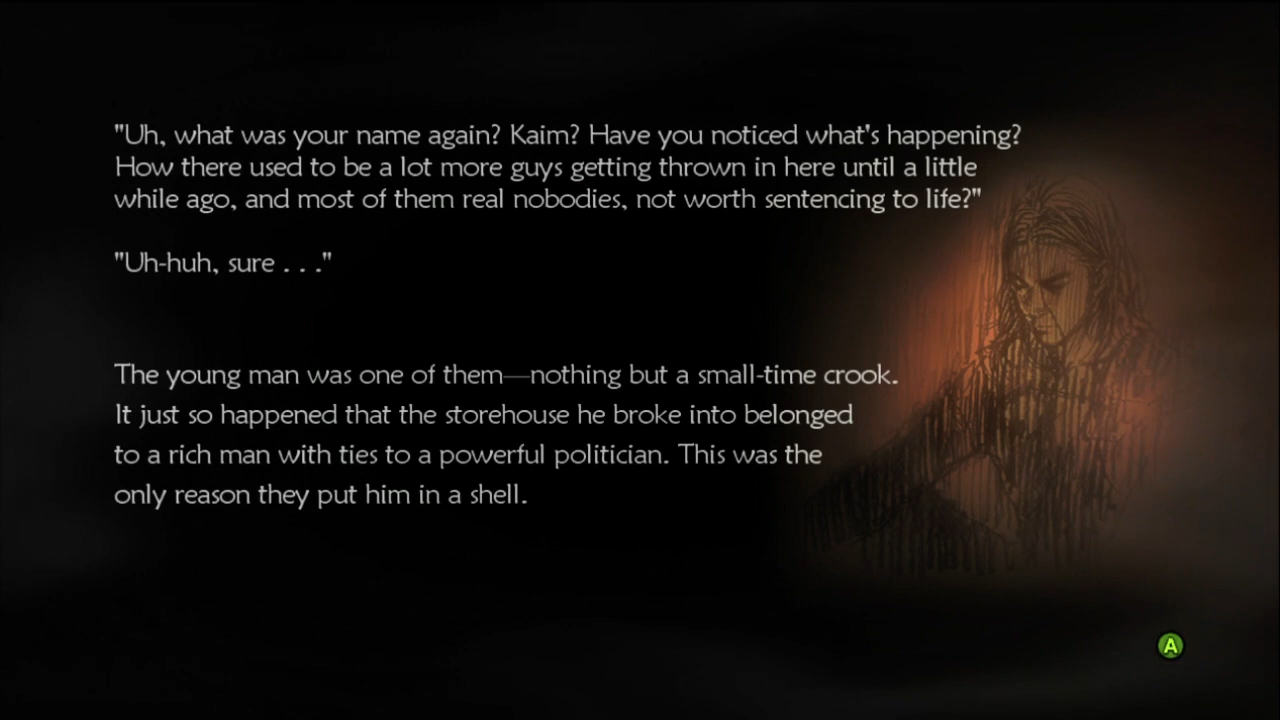 "Uh, what was your name again? Kaim? Have you noticed what's happening?
How there used to be a lot more guys getting thrown in here until a little
while ago, and most of them real nobodies, not worth sentencing to life?"
"Uh-huh, sure . . ."
The young man was one of them—nothing but a small-time crook.
It just so happened that the storehouse he broke into belonged
to a rich man with ties to a powerful politician. This was the
only reason they put him in a shell.
A